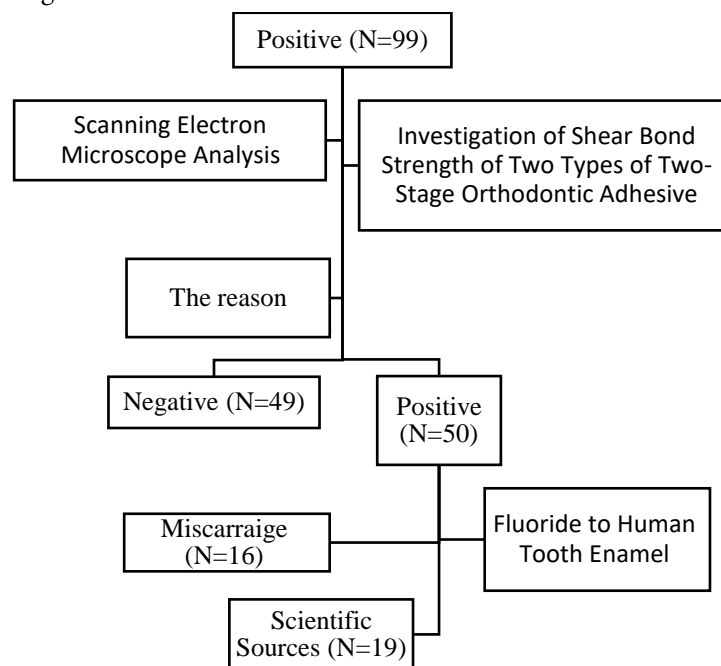 Positive (N=99)
Scanning Electron
Microscope Analysis
Investigation of Shear Bond
Strength of Two Types of Two-
Stage Orthodontic Adhesive
The reason
Negative (N=49)
Positive
(N=50)
Miscarraige
(N=16)
Fluoride to Human
Tooth Enamel
Scientific
Sources (N=19)